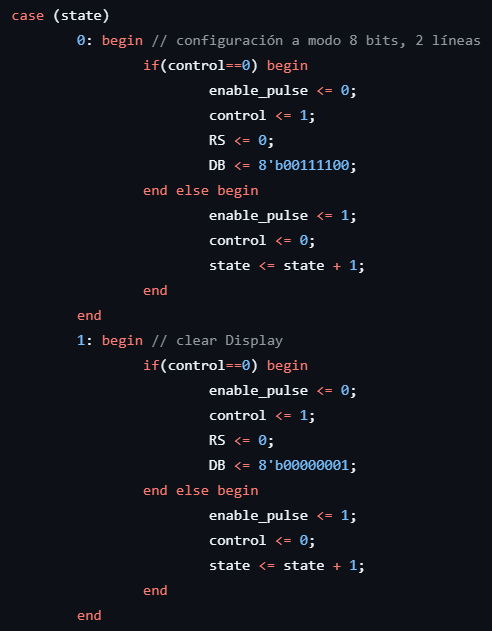 case (state)
        0: begin // configuración a modo 8 bits, 2 líneas
                if(control==0) begin
                        enable_pulse <= 0;
                        control <= 1;
                        RS <= 0;
                        DB <= 8'b00111100;
                end else begin
                        enable_pulse <= 1;
                        control <= 0;
                        state <= state + 1;
                end
        end
        1: begin // clear Display
                if(control==0) begin
                        enable_pulse <= 0;
                        control <= 1;
                        RS <= 0;
                        DB <= 8'b00000001;
                end else begin
                        enable_pulse <= 1;
                        control <= 0;
                        state <= state + 1;
                end
        end